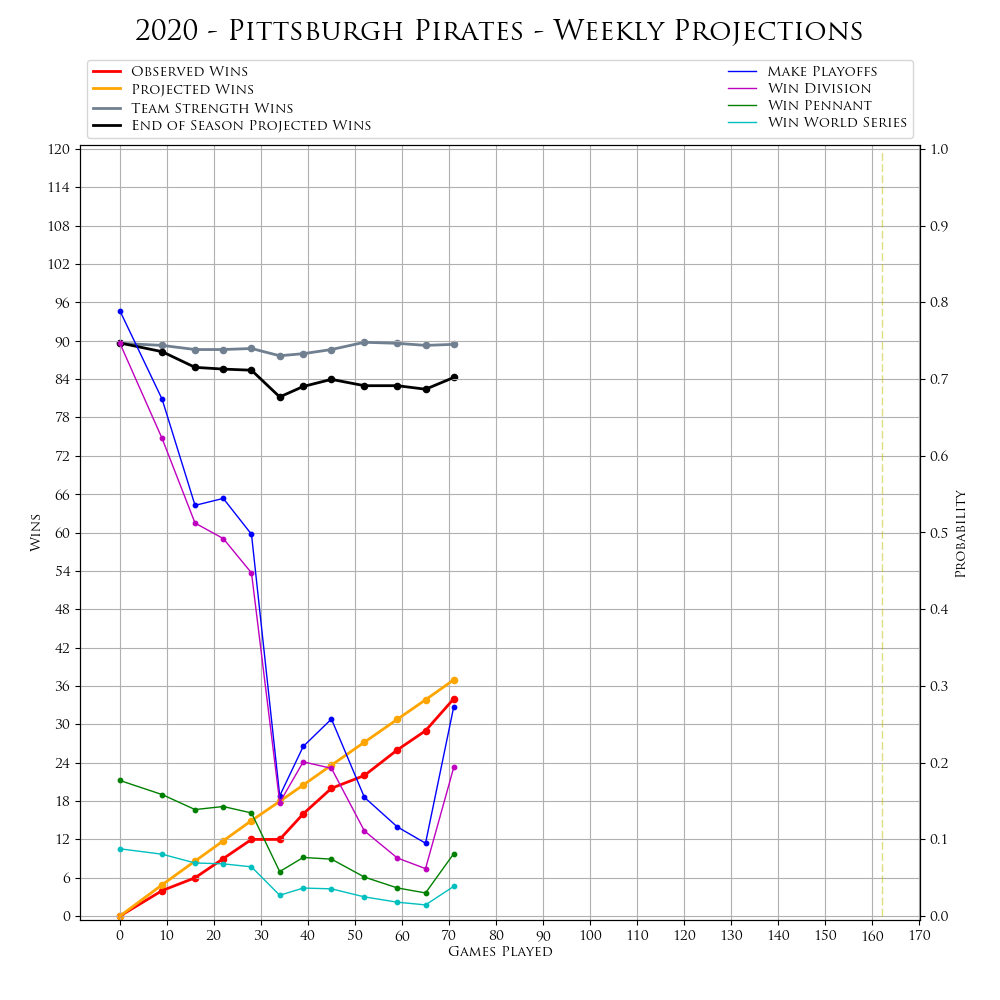 2020 - Pittsburgh Pirates - Weekly Projections
Observed Wins
Projected Wins
Team Strength Wins
End of Season Projected Wins
Make Playoffs
Win Division
Win Pennant
Win World Series
120
114
108
102
96
90
84
78
72
66
60
54
48
42
36
30
24
18
12
6
0
Wins
1.0
0.9
0.8
0.7
0.6
0.5
0.4
0.3
0.2
0.1
0.0
Probability
0 10 20 30 40 50 60 70 80 90 100 110 120 130 140 150 160 170
Games Played